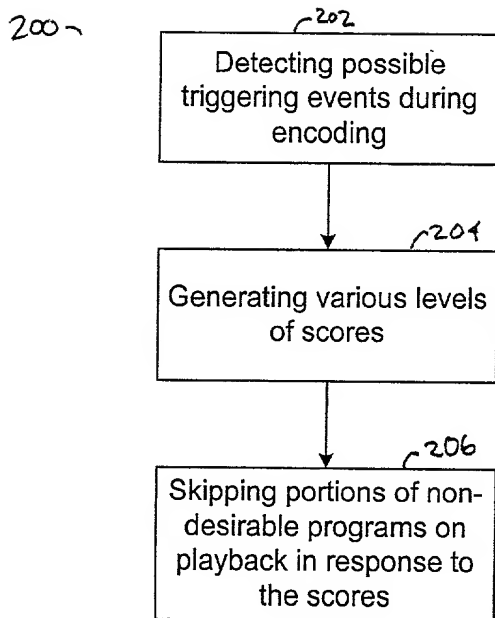 200
202
Detecting possible
triggering events during
encoding
204
Generating various levels
of scores
206
Skipping portions of non-
desirable programs on
playback in response to
the scores